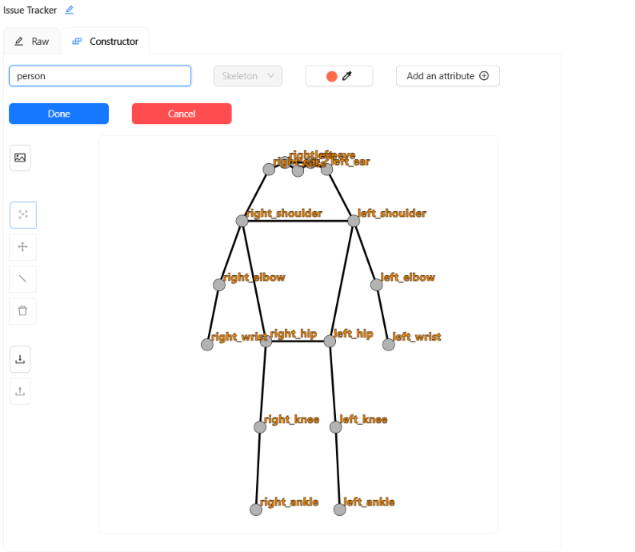 Issue Tracker
Raw
Constructor
person
Skeleton
Add an attribute
Done
Cancel
left_ear
right_shoulder
left_shoulder
right_elbow
left_elbow
right_wrist
right_hip
left_hip
left_wrist
right_knee
left_knee
right_ankle
left_ankle